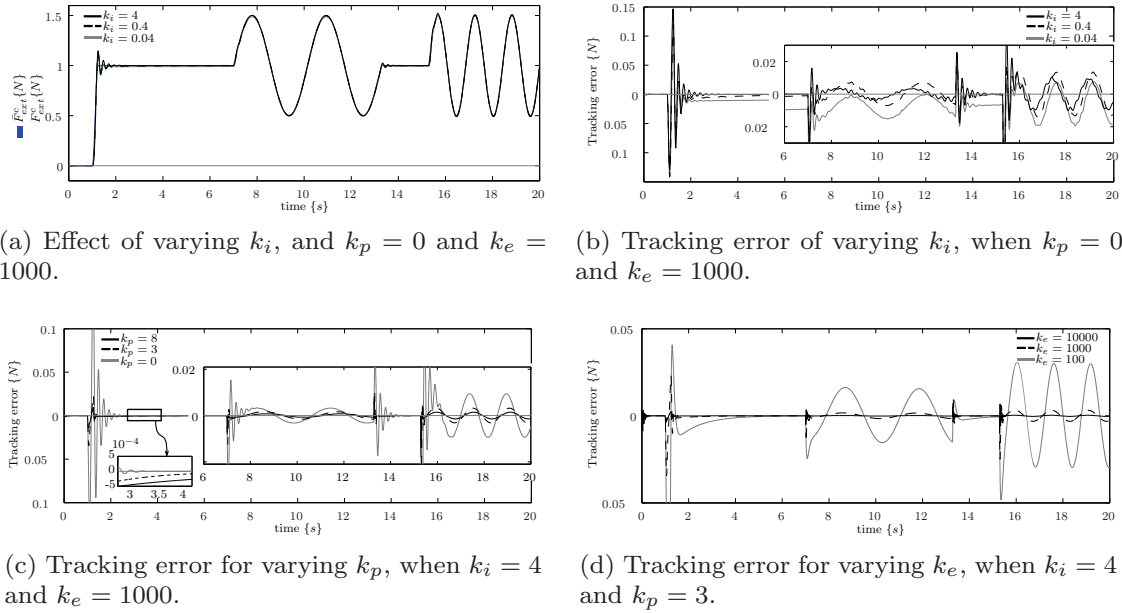 1.5
1
0.5
0
k_i = 4
k_i = 0.4
k_i = 0.04
F̄^c_ext {N}
F^c_ext {N}
0 2 4 6 8 10 12 14 16 18 20
time {s}
(a) Effect of varying k_i, and k_p = 0 and k_e =
1000.
0.15
0.1
0.05
0
0.05
0.1
Tracking error {N}
k_i = 4
k_i = 0.4
k_i = 0.04
0.02
0
0.02
6 8 10 12 14 16 18 20
0 2 4 6 8 10 12 14 16 18 20
time {s}
(b) Tracking error of varying k_i, when k_p = 0
and k_e = 1000.
0.1
0.05
0
0.05
0.1
Tracking error {N}
k_p = 8
k_p = 3
k_p = 0
10^-4
5
0
-5
3 3.5 4
0.02
0
6 8 10 12 14 16 18 20
0 2 4 6 8 10 12 14 16 18 20
time {s}
(c) Tracking error for varying k_p, when k_i = 4
and k_e = 1000.
0.05
0
0.05
Tracking error {N}
k_e = 10000
k_e = 1000
k_e = 100
0 2 4 6 8 10 12 14 16 18 20
time {s}
(d) Tracking error for varying k_e, when k_i = 4
and k_p = 3.